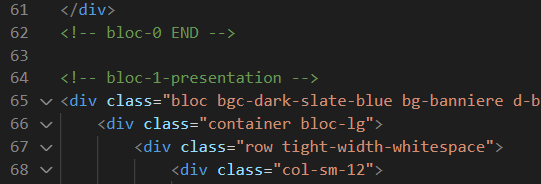 61 </div>
62 <!-- bloc-0 END -->
63
64 <!-- bloc-1-presentation -->
65 <div class="bloc bgc-dark-slate-blue bg-banniere d-b
66 <div class="container bloc-lg">
67 <div class="row tight-width-whitespace">
68 <div class="col-sm-12">